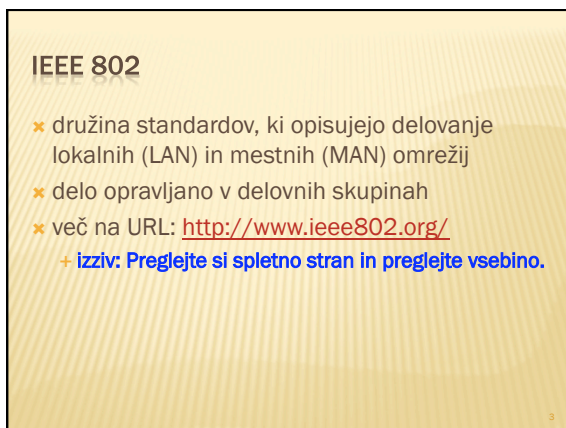 IEEE 802
družina standardov, ki opisujejo delovanje
lokalnih (LAN) in mestnih (MAN) omrežij
delo opravljano v delovnih skupinah
več na URL: http://www.ieee802.org/
izziv: Preglejte si spletno stran in preglejte vsebino.
3